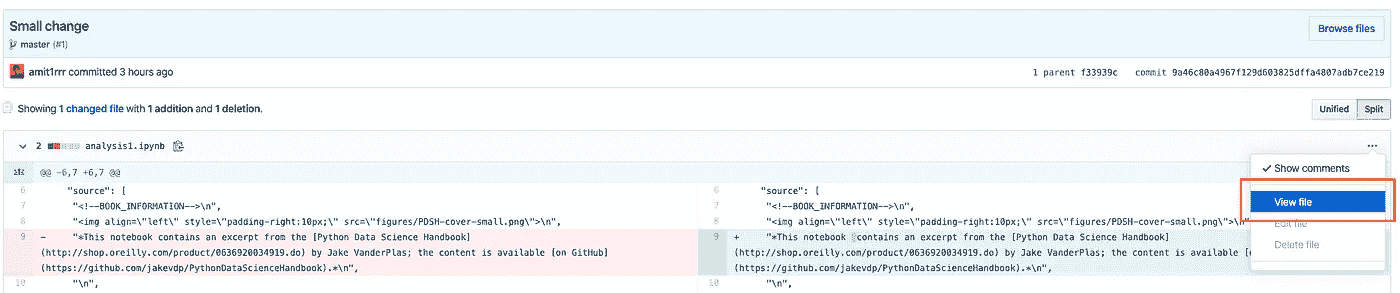 Small change
Browse files
master (#1)
amit1rrr committed 3 hours ago
1 parent f33939c commit 9a46c80a4967f129d603825dffa4807adb7ce219
Showing 1 changed file with 1 addition and 1 deletion.
Unified Split
2 analysis1.ipynb
@@ -6,7 +6,7 @@
Show comments
View file
Edit file
Delete file
6 "source": [
7 "<!--BOOK_INFORMATION-->\n",
8 "<img align=\"left\" style=\"padding-right:10px;\" src=\"figures/PDSH-cover-small.png\">\n",
9 - "*This notebook contains an excerpt from the [Python Data Science Handbook]
(http://shop.oreilly.com/product/0636920034919.do) by Jake VanderPlas; the content is available [on GitHub]
(https://github.com/jakevdp/PythonDataScienceHandbook).*\n",
10 "\n",
6 "source": [
7 "<!--BOOK_INFORMATION-->\n",
8 "<img align=\"left\" style=\"padding-right:10px;\" src=\"figures/PDSH-cover-small.png\">\n",
9 + "*This notebook contains an excerpt from the [Python Data Science Handbook]
(http://shop.oreilly.com/product/0636920034919.do) by Jake VanderPlas; the content is available
(https://github.com/jakevdp/PythonDataScienceHandbook).*\n",
10 "\n",